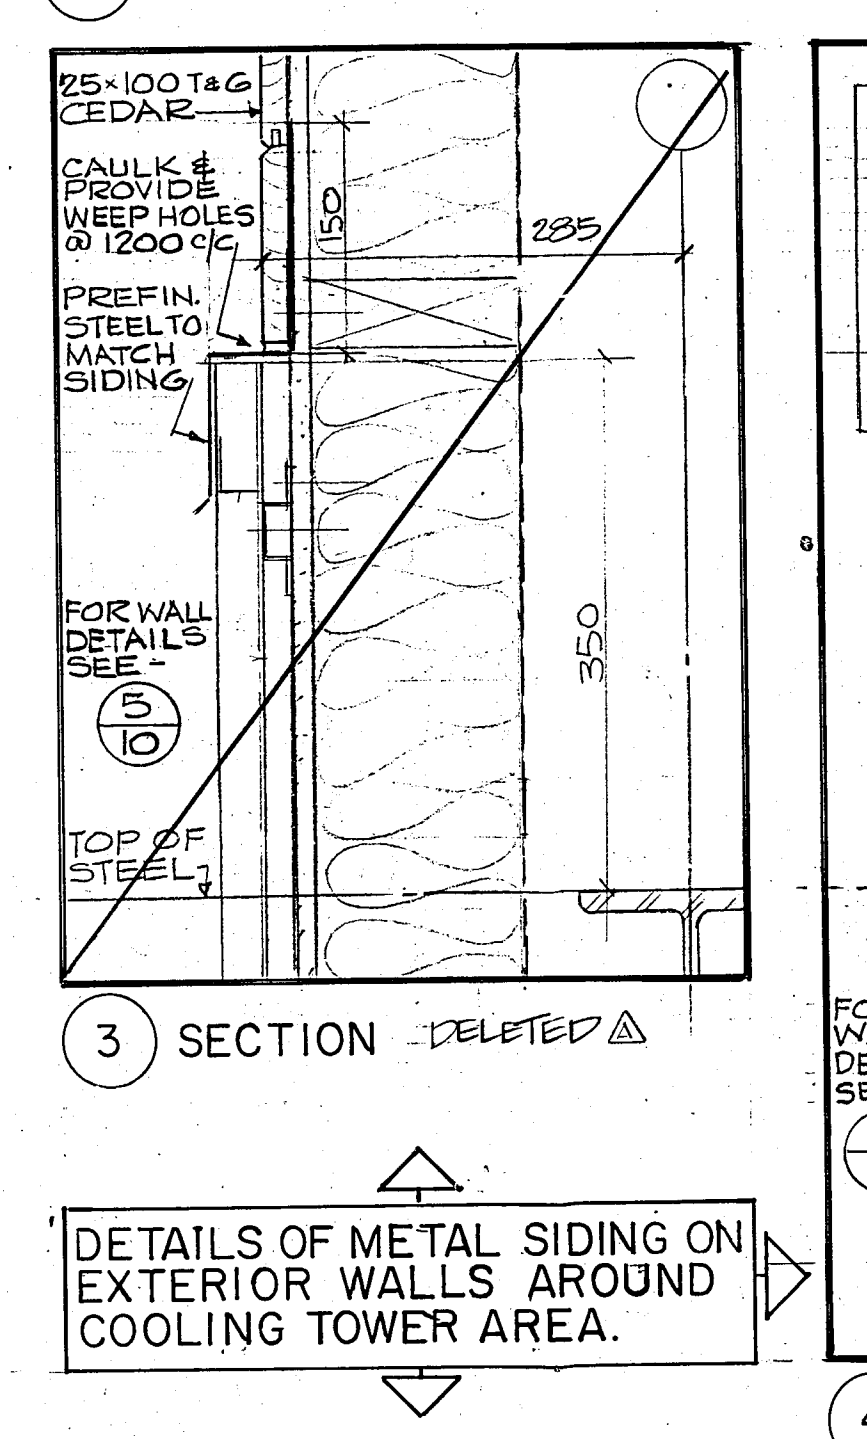 25×100 T&G
CEDAR
CAULK &
PROVIDE
WEEP HOLES
@ 1200 c/c
PREFIN.
STEEL TO
MATCH
SIDING
150
285
350
FOR WALL
DETAILS
SEE -
5
10
TOP OF
STEEL
3 SECTION DELETED A
DETAILS OF METAL SIDING ON
EXTERIOR WALLS AROUND
COOLING TOWER AREA.